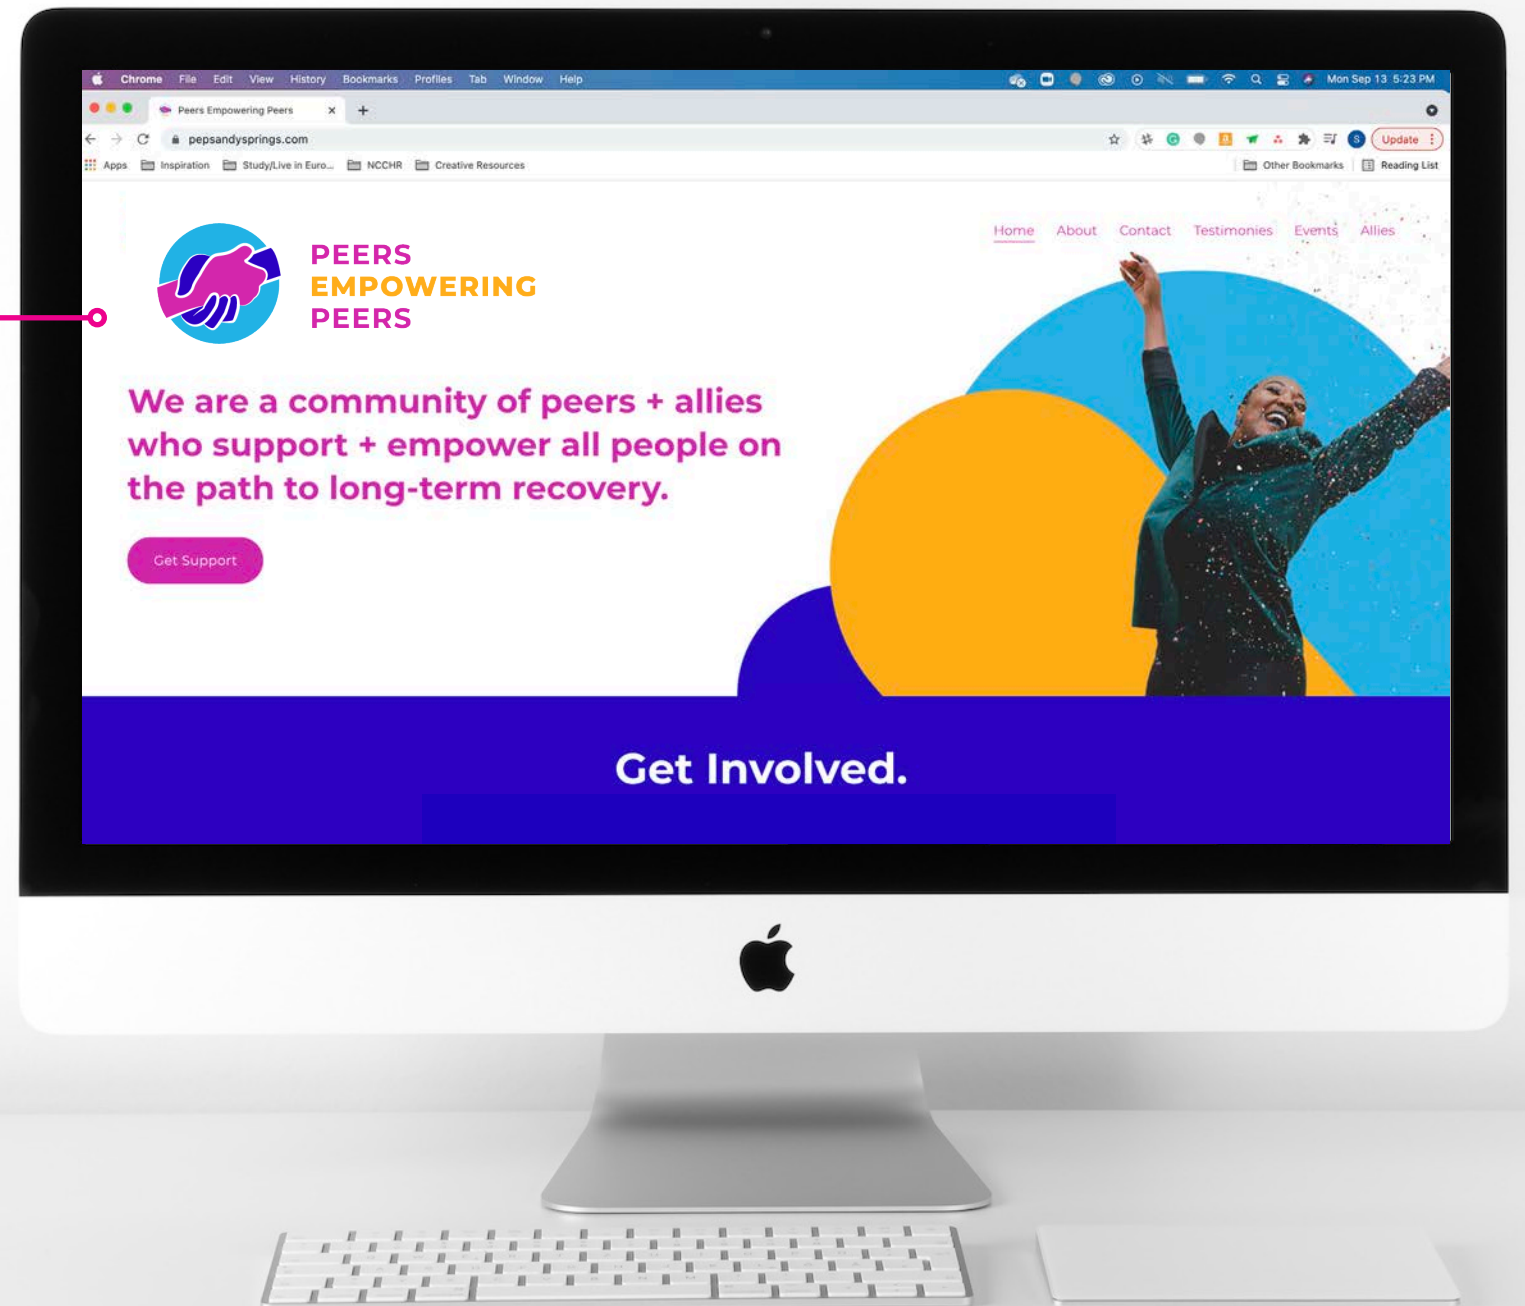 Chrome File Edit View History Bookmarks Profiles Tab Window Help
Mon Sep 13 5:23 PM
Peers Empowering Peers
pepsandysprings.com
S
Update
Apps Inspiration Study/Live in Euro... NCCHR Creative Resources
Other Bookmarks Reading List
PEERS
EMPOWERING
PEERS
Home About Contact Testimonies Events Allies
We are a community of peers + allies
who support + empower all people on
the path to long-term recovery.
Get Support
Get Involved.